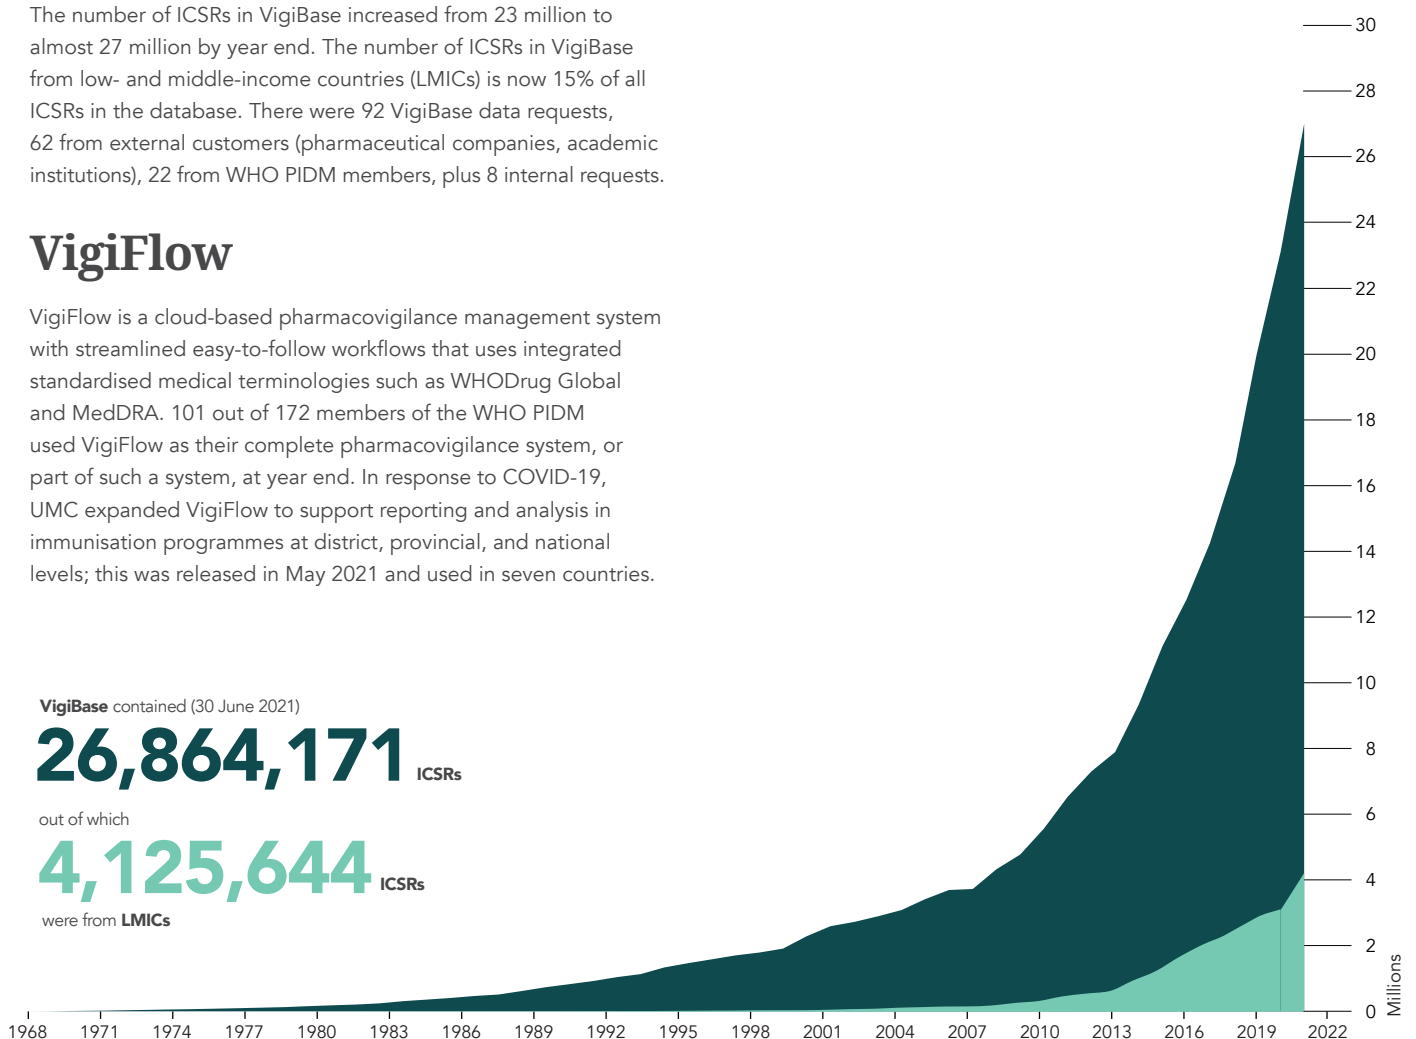 The number of ICSRs in VigiBase increased from 23 million to
almost 27 million by year end. The number of ICSRs in VigiBase
from low- and middle-income countries (LMICs) is now 15% of all
ICSRs in the database. There were 92 VigiBase data requests,
62 from external customers (pharmaceutical companies, academic
institutions), 22 from WHO PIDM members, plus 8 internal requests.
VigiFlow
VigiFlow is a cloud-based pharmacovigilance management system
with streamlined easy-to-follow workflows that uses integrated
standardised medical terminologies such as WHODrug Global
and MedDRA. 101 out of 172 members of the WHO PIDM
used VigiFlow as their complete pharmacovigilance system, or
part of such a system, at year end. In response to COVID-19,
UMC expanded VigiFlow to support reporting and analysis in
immunisation programmes at district, provincial, and national
levels; this was released in May 2021 and used in seven countries.
VigiBase contained (30 June 2021)
26,864,171 ICSRs
out of which
4,125,644 ICSRs
were from LMICs
30
28
26
24
22
20
18
16
14
12
10
8
6
4
2
0
Millions
1968 1971 1974 1977 1980 1983 1986 1989 1992 1995 1998 2001 2004 2007 2010 2013 2016 2019 2022